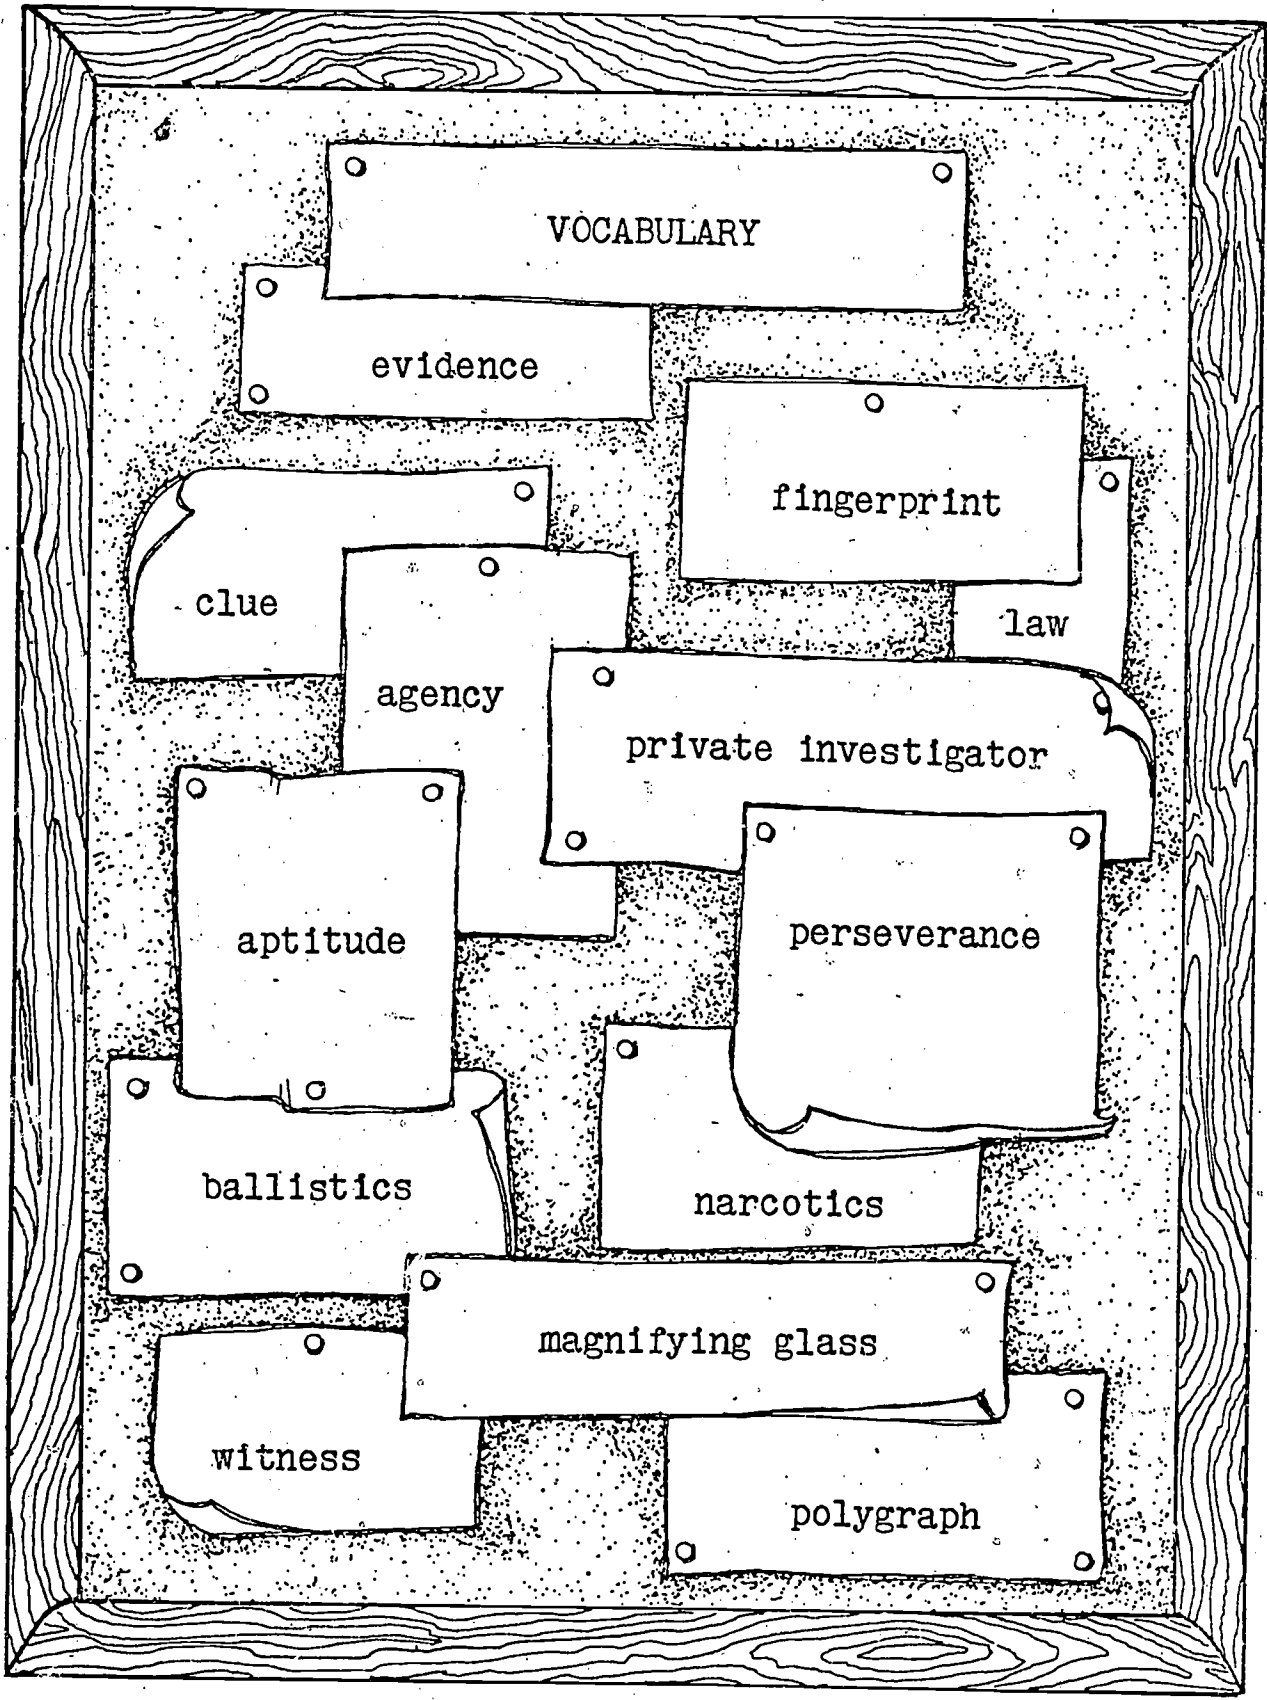 VOCABULARY
evidence
fingerprint
clue
law
agency
private investigator
aptitude
perseverance
ballistics
narcotics
magnifying glass
witness
polygraph